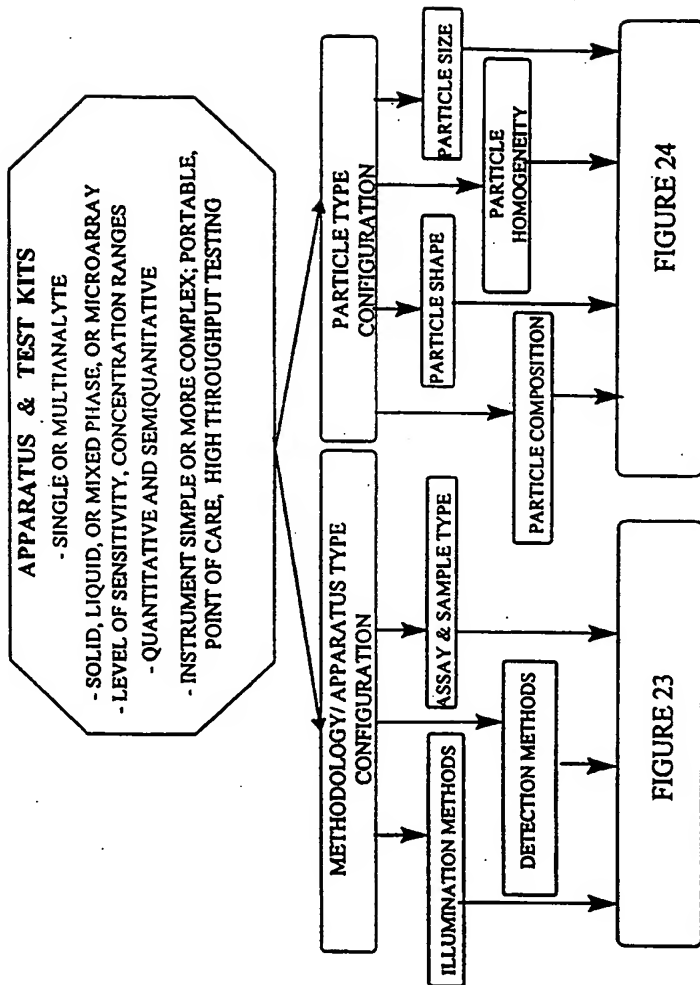 APPARATUS & TEST KITS
- SINGLE OR MULTIANALYTE
- SOLID, LIQUID, OR MIXED PHASE, OR MICROARRAY
- LEVEL OF SENSITIVITY, CONCENTRATION RANGES
- QUANTITATIVE AND SEMIQUANITATIVE
- INSTRUMENT SIMPLE OR MORE COMPLEX; PORTABLE,
POINT OF CARE, HIGH THROUGHPUT TESTING
METHODOLOGY/ APPARATUS TYPE
CONFIGURATION
ILLUMINATION METHODS
DETECTION METHODS
ASSAY & SAMPLE TYPE
FIGURE 23
PARTICLE TYPE
CONFIGURATION
PARTICLE COMPOSITION
PARTICLE SHAPE
PARTICLE
HOMOGENEITY
PARTICLE SIZE
FIGURE 24